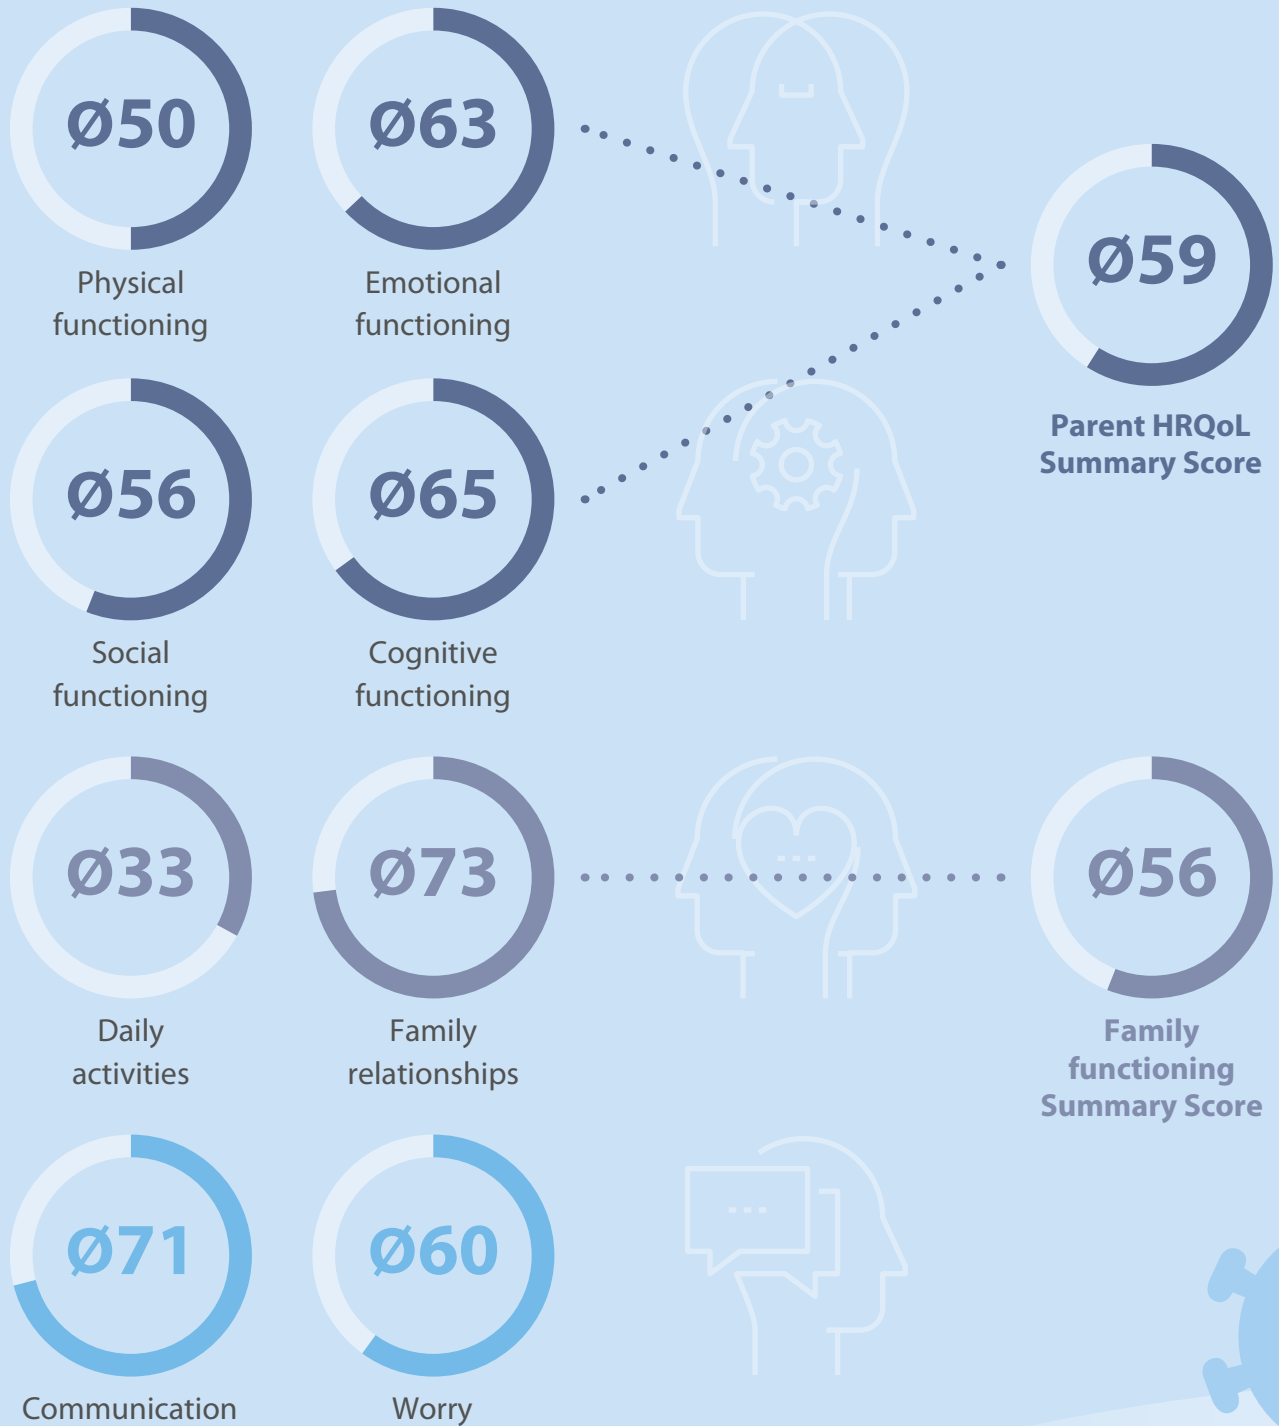 Ø50
Physical
functioning
Ø63
Emotional
functioning
Ø59
Parent HRQoL
Summary Score
Ø56
Social
functioning
Ø65
Cognitive
functioning
Ø33
Daily
activities
Ø73
Family
relationships
Ø56
Family
functioning
Summary Score
Ø71
Communication
Ø60
Worry